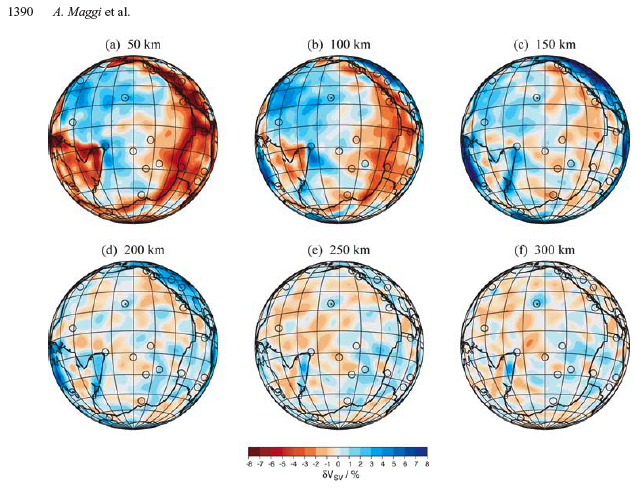 1390 A. Maggi et al.
(a) 50 km
(b) 100 km
(c) 150 km
(d) 200 km
(e) 250 km
(f) 300 km
-8 -7 -6 -5 -4 -3 -2 -1 0 1 2 3 4 5 6 7 8
δVSV / %